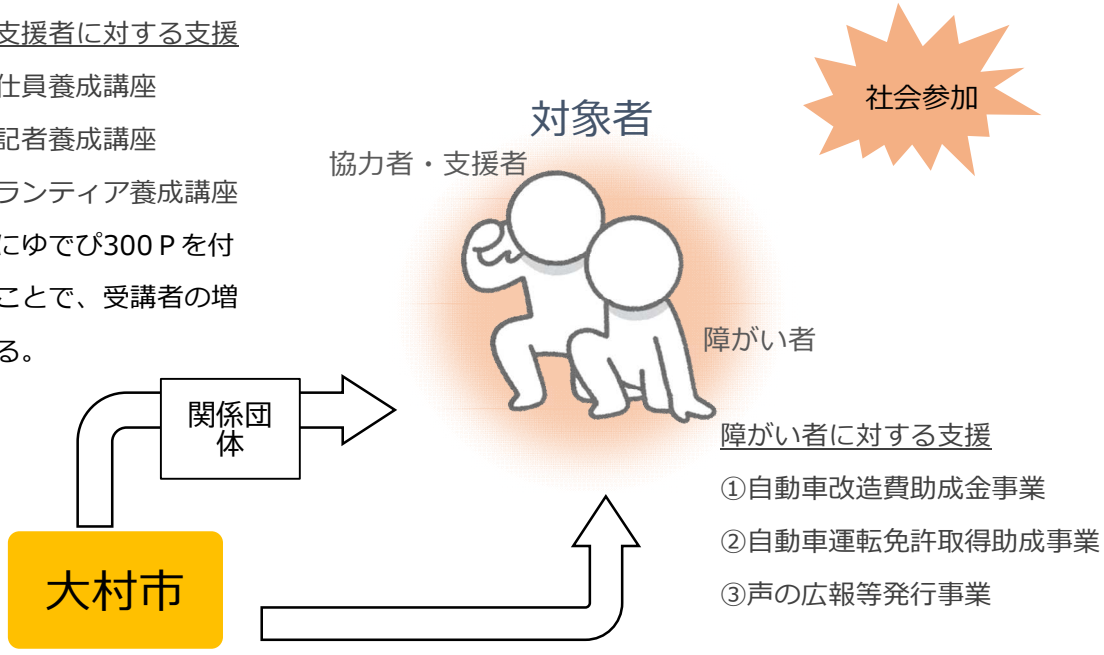 支援者に対する支援
仕員養成講座
記者養成講座
ランティア養成講座
にゆでぴ300Pを付
ことで、受講者の増
る。
社会参加
対象者
協力者・支援者
障がい者
関係団
体
大村市
障がい者に対する支援
①自動車改造費助成金事業
②自動車運転免許取得助成事業
③声の広報等発行事業